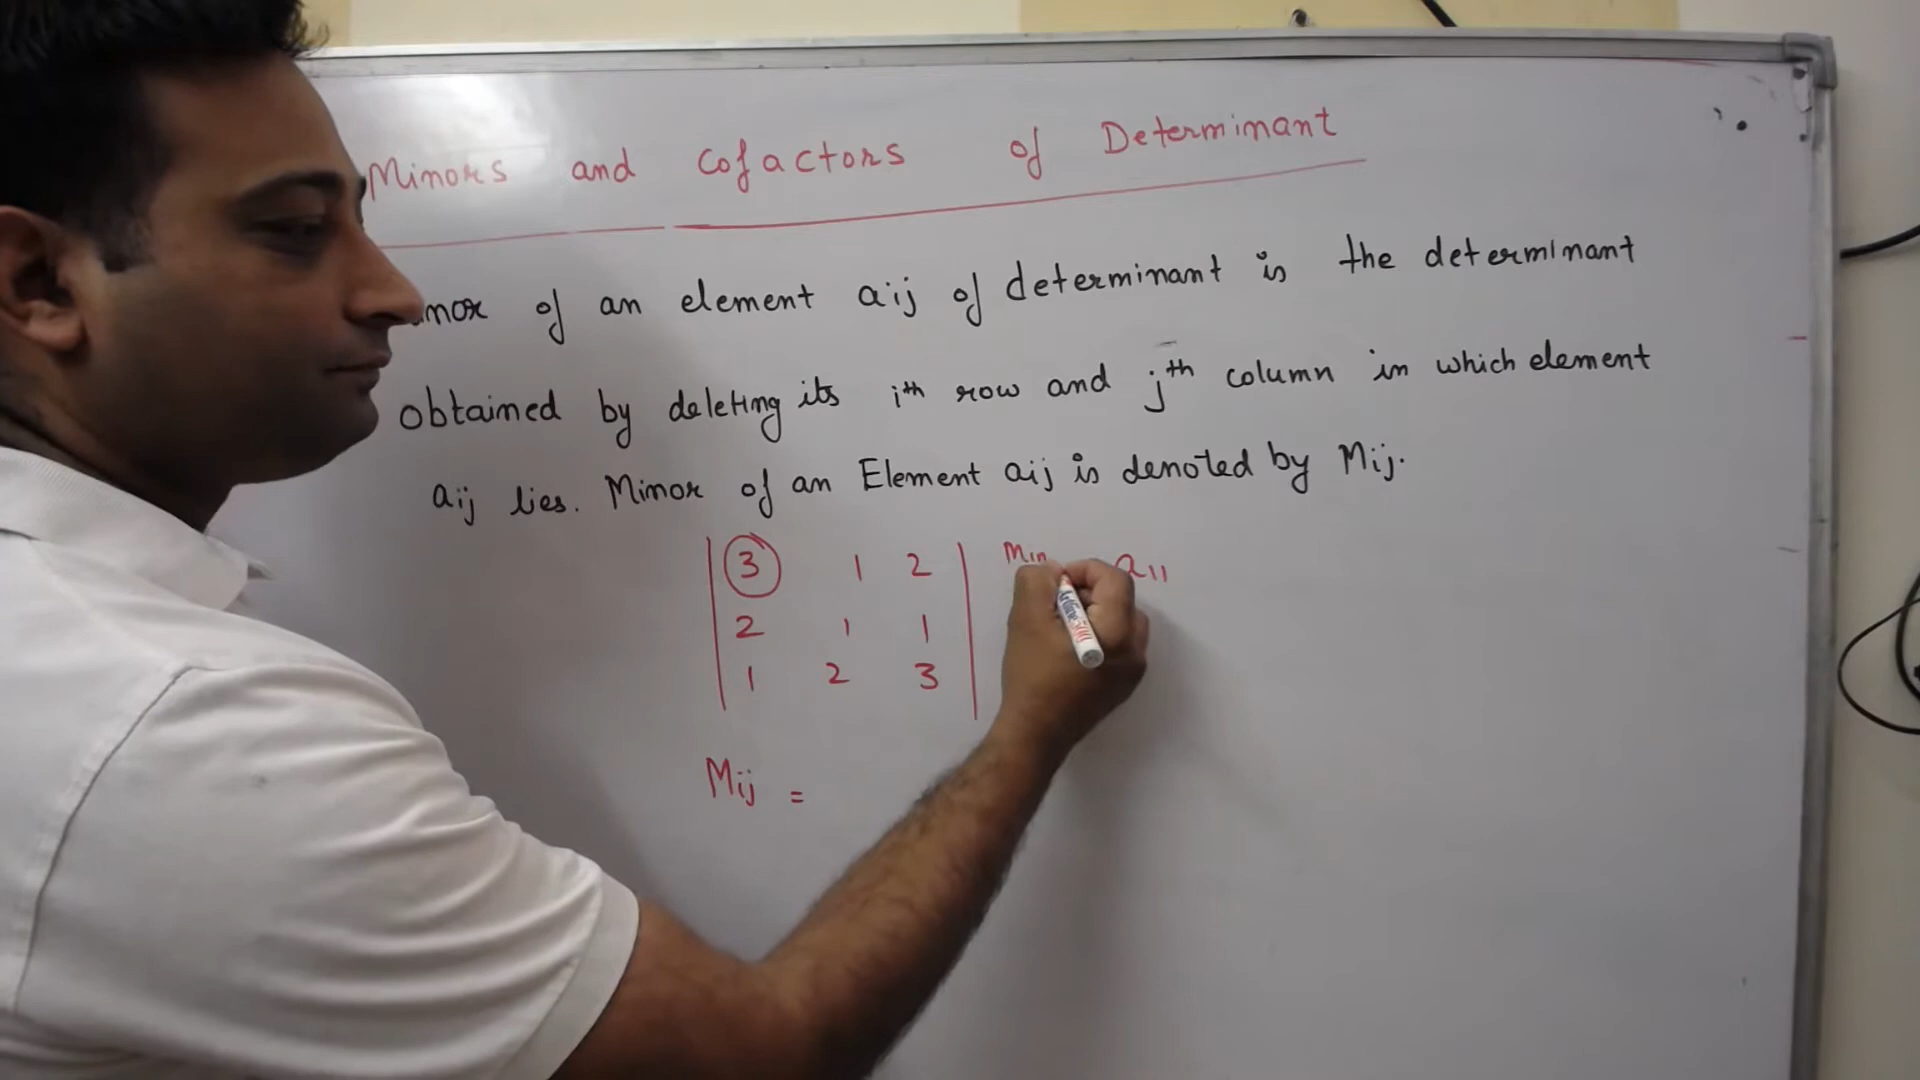 Minors and Cofactors of Determinant
of an element aij of determinant is the determinant
obtained by deleting its ith row and jth column in which element
aij lies. Minor of an Element aij is denoted by Mij.
3 1 2 Min a11
2 1 1
1 2 3
Mij =